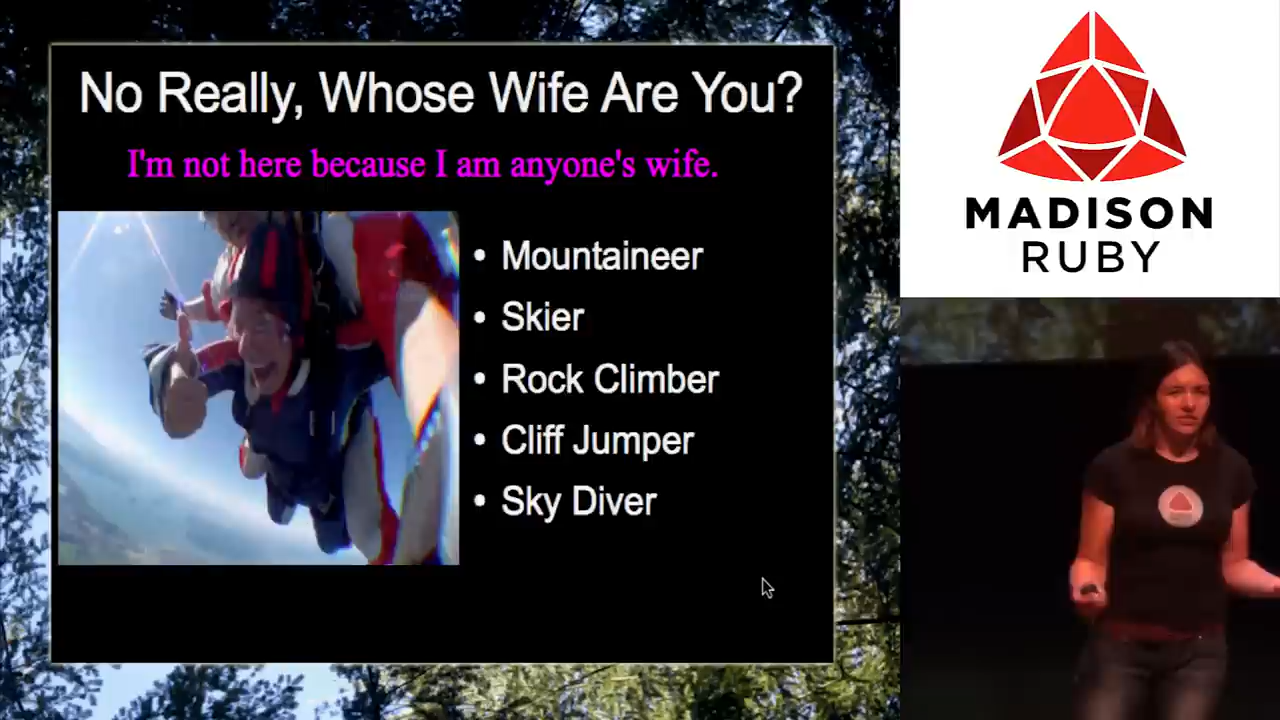 No Really, Whose Wife Are You?
I'm not here because I am anyone's wife.
• Mountaineer
• Skier
• Rock Climber
• Cliff Jumper
• Sky Diver
MADISON
RUBY